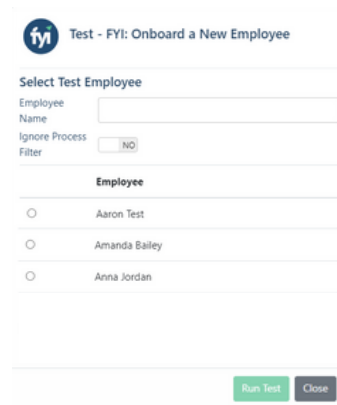 fyi
Test - FYI: Onboard a New Employee
Select Test Employee
Employee
Name
Ignore Process
Filter
NO
Employee
Aaron Test
Amanda Bailey
Anna Jordan
Run Test Close